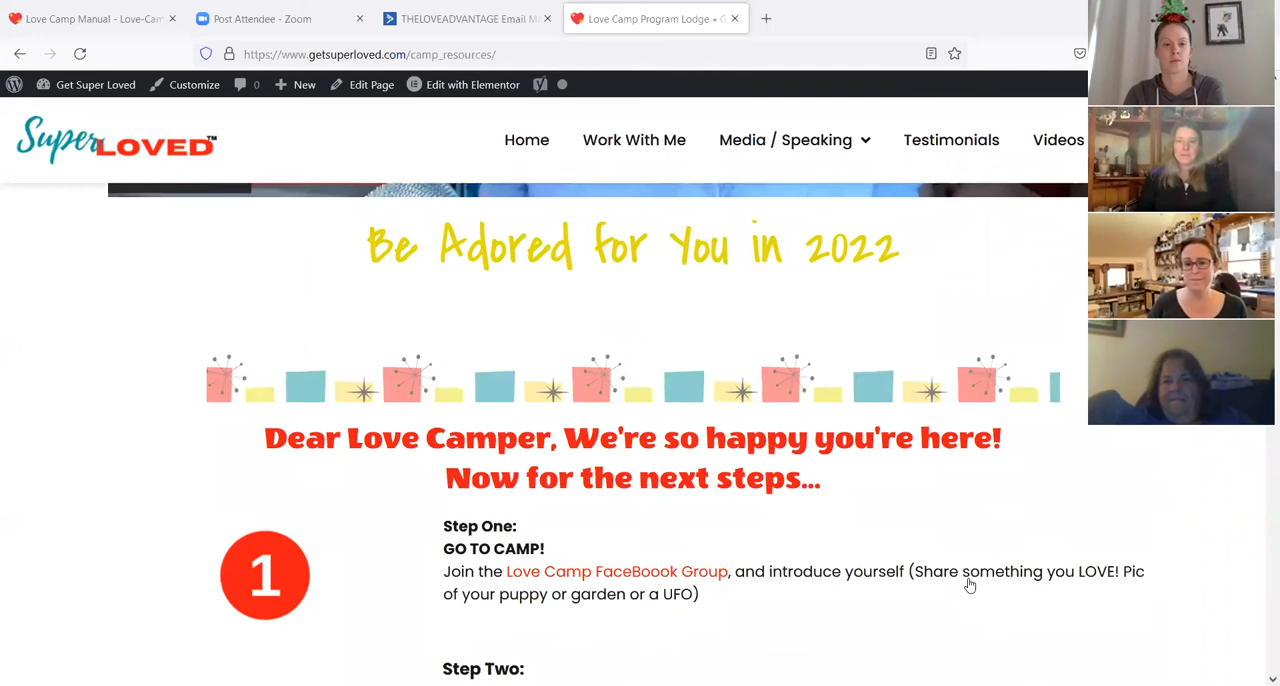 Love Camp Manual - Love-Cam
Post Attendee - Zoom
THELOVEADVANTAGE Email Ma
Love Camp Program Lodge • G
https://www.getsuperloved.com/camp_resources/
Get Super Loved
Customize
0
New
Edit Page
Edit with Elementor
Super LOVED™
Home
Work With Me
Media / Speaking
Testimonials
Videos
Be Adored for You in 2022
Dear Love Camper, We're so happy you're here!
Now for the next steps...
1
Step One:
GO TO CAMP!
Join the Love Camp FaceBoook Group, and introduce yourself (Share something you LOVE! Pic
of your puppy or garden or a UFO)
Step Two: